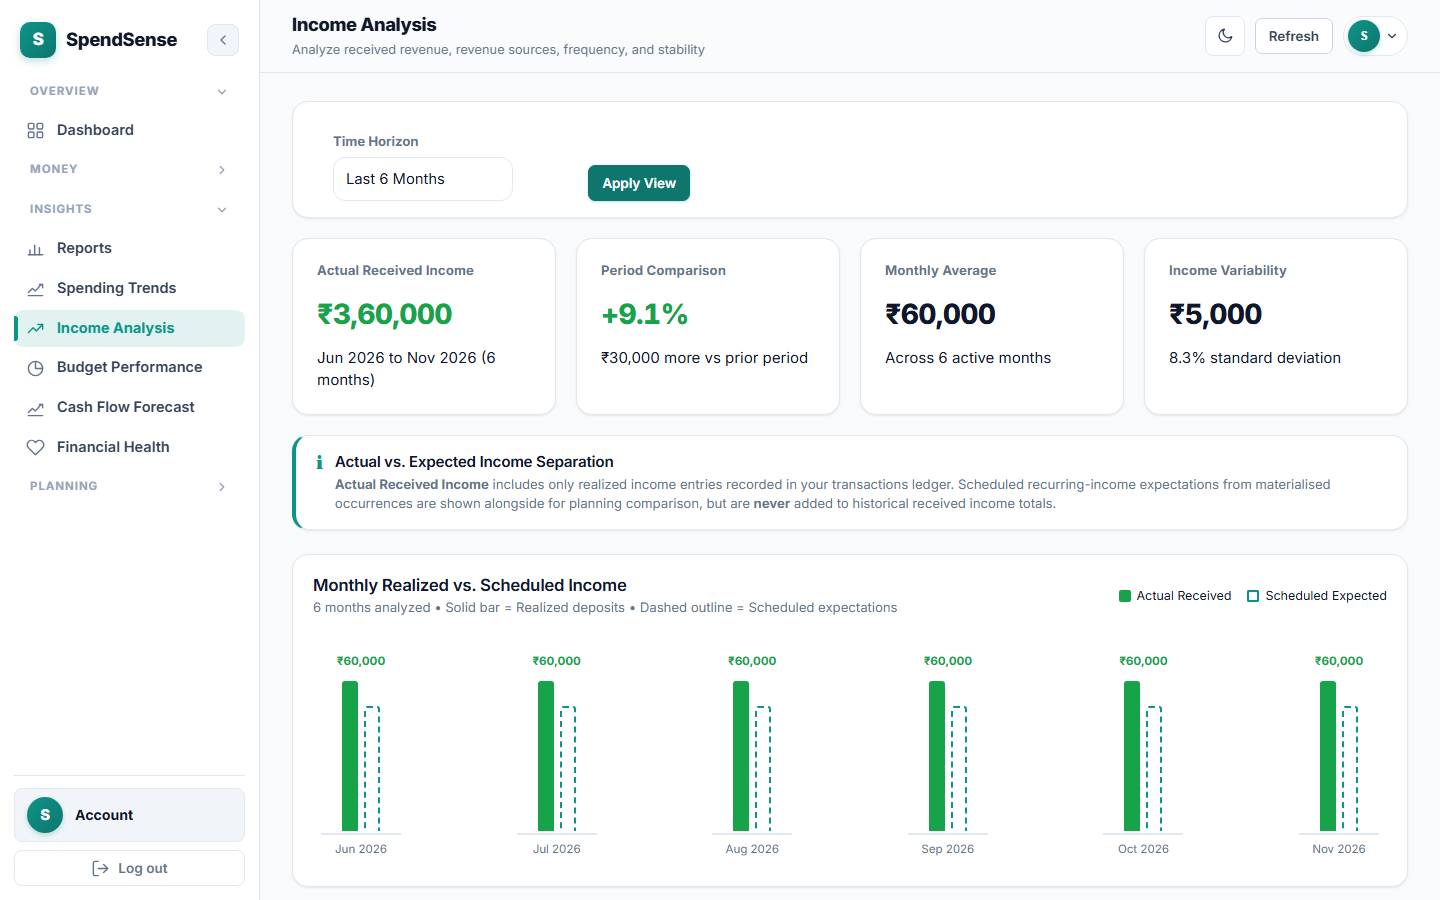 S
SpendSense
OVERVIEW
Dashboard
MONEY
INSIGHTS
Reports
Spending Trends
Income Analysis
Budget Performance
Cash Flow Forecast
Financial Health
PLANNING
S
Account
Log out
Income Analysis
Analyze received revenue, revenue sources, frequency, and stability
Refresh
S
Time Horizon
Last 6 Months
Apply View
Actual Received Income
₹3,60,000
Jun 2026 to Nov 2026 (6
months)
Period Comparison
+9.1%
₹30,000 more vs prior period
Monthly Average
₹60,000
Across 6 active months
Income Variability
₹5,000
8.3% standard deviation
Actual vs. Expected Income Separation
Actual Received Income includes only realized income entries recorded in your transactions ledger. Scheduled recurring-income expectations from materialised
occurrences are shown alongside for planning comparison, but are never added to historical received income totals.
Monthly Realized vs. Scheduled Income
6 months analyzed • Solid bar = Realized deposits • Dashed outline = Scheduled expectations
Actual Received
Scheduled Expected
₹60,000
₹60,000
₹60,000
₹60,000
₹60,000
₹60,000
Jun 2026
Jul 2026
Aug 2026
Sep 2026
Oct 2026
Nov 2026